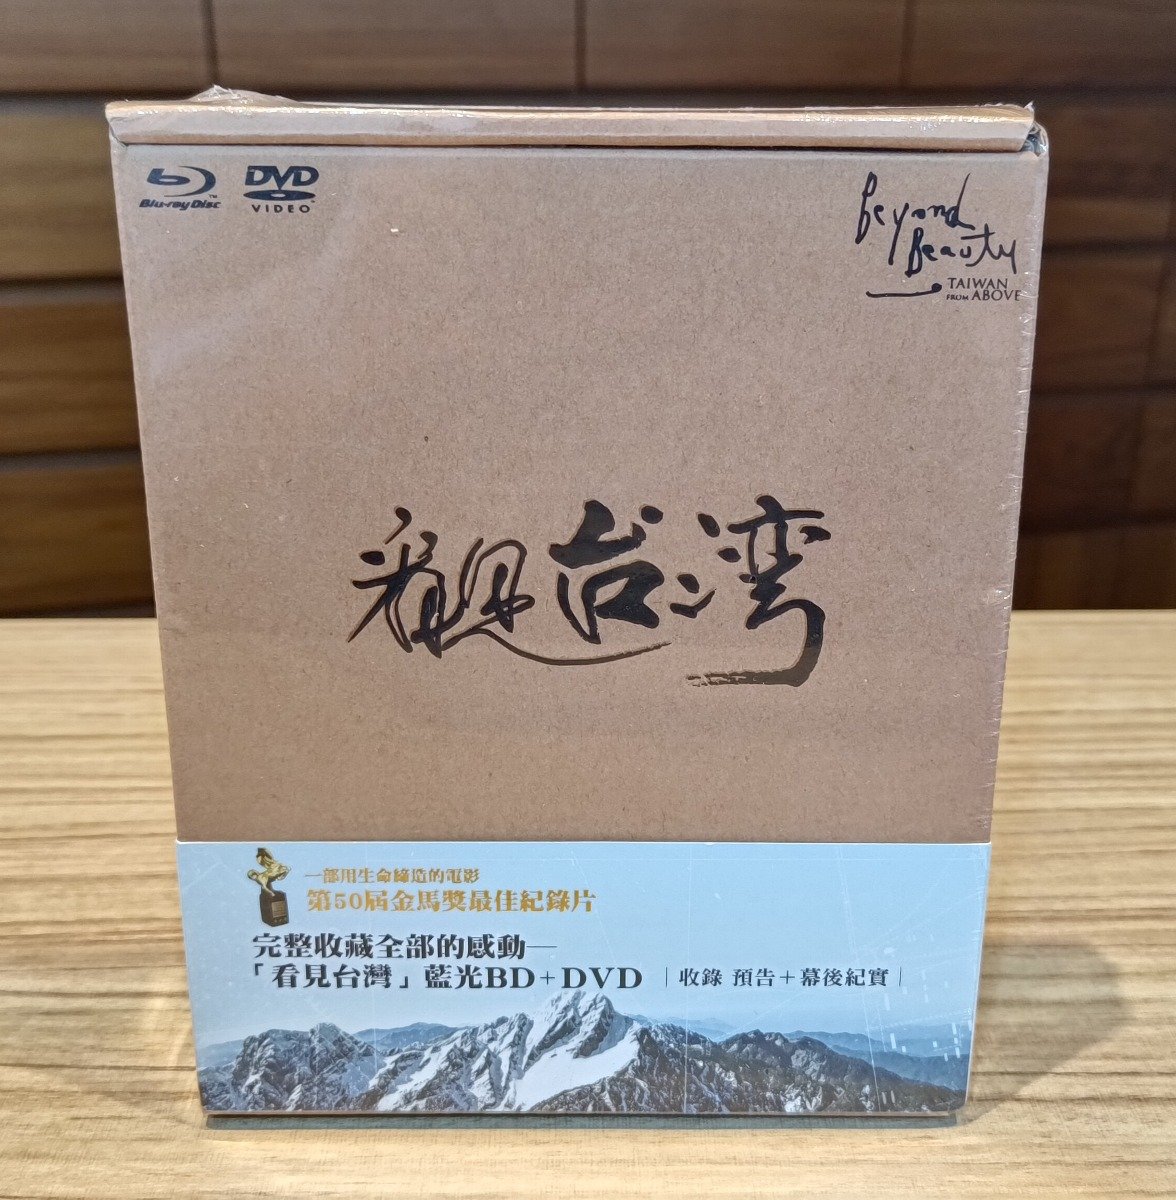 Blu-ray Disc™
DVD
VIDEO™
Beyond
Beauty
TAIWAN
FROM ABOVE
看見台灣
一部用生命締造的電影
第50屆金馬獎最佳紀錄片
完整收藏全部的感動—
「看見台灣」藍光BD+DVD｜收錄 預告+幕後紀實｜